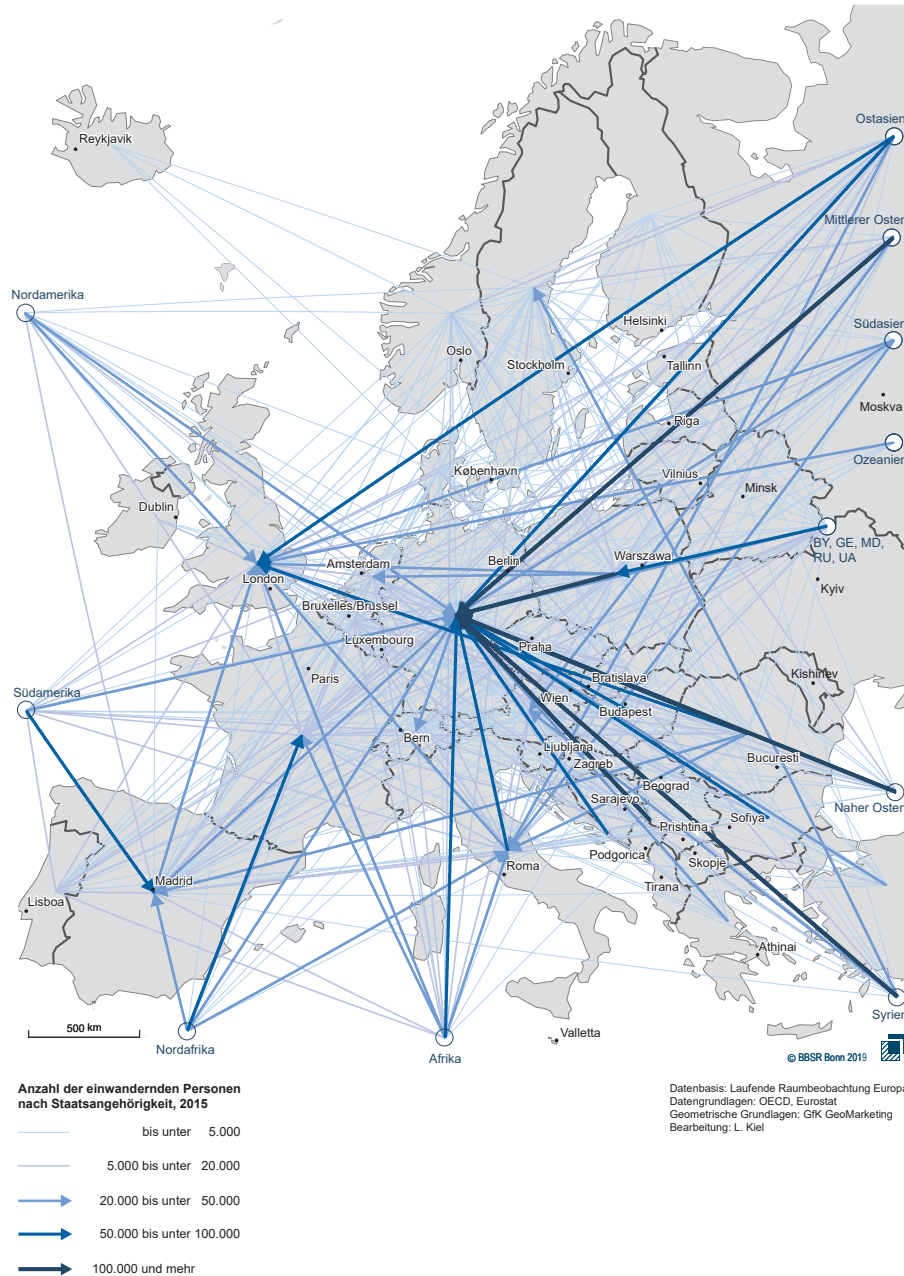 Reykjavik
Ostasien
Mittlerer Osten
Nordamerika
Südasien
Helsinki
Oslo
Stockholm
Tallinn
Moskva
Riga
Ozeanien
København
Vilnius
Minsk
Dublin
BY, GE, MD,
RU, UA
Amsterdam
Berlin
Warszawa
London
Kyiv
Bruxelles/Brussel
Luxembourg
Praha
Paris
Bratislava
Kishinev
Südamerika
Wien
Budapest
Bern
Ljubljana
Zagreb
Bucuresti
Beograd
Sarajevo
Naher Osten
Prishtina
Sofiya
Podgorica
Skopje
Roma
Tirana
Madrid
Lisboa
Athinai
Syrien
500 km
Nordafrika
Afrika
Valletta
© BBSR Bonn 2019
Anzahl der einwandernden Personen
nach Staatsangehörigkeit, 2015
bis unter 5.000
5.000 bis unter 20.000
20.000 bis unter 50.000
50.000 bis unter 100.000
100.000 und mehr
Datenbasis: Laufende Raumbeobachtung Europa
Datengrundlagen: OECD, Eurostat
Geometrische Grundlagen: GfK GeoMarketing
Bearbeitung: L. Kiel